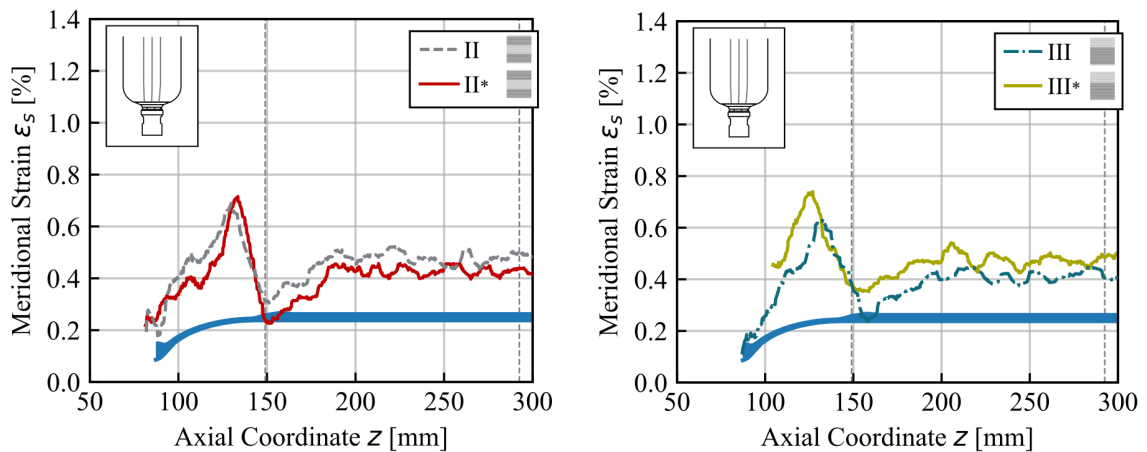 1.4
1.2
1.0
0.8
0.6
0.4
0.2
0.0
Meridional Strain εs [%]
II
II*
50 100 150 200 250 300
Axial Coordinate z [mm]
1.4
1.2
1.0
0.8
0.6
0.4
0.2
0.0
Meridional Strain εs [%]
III
III*
50 100 150 200 250 300
Axial Coordinate z [mm]